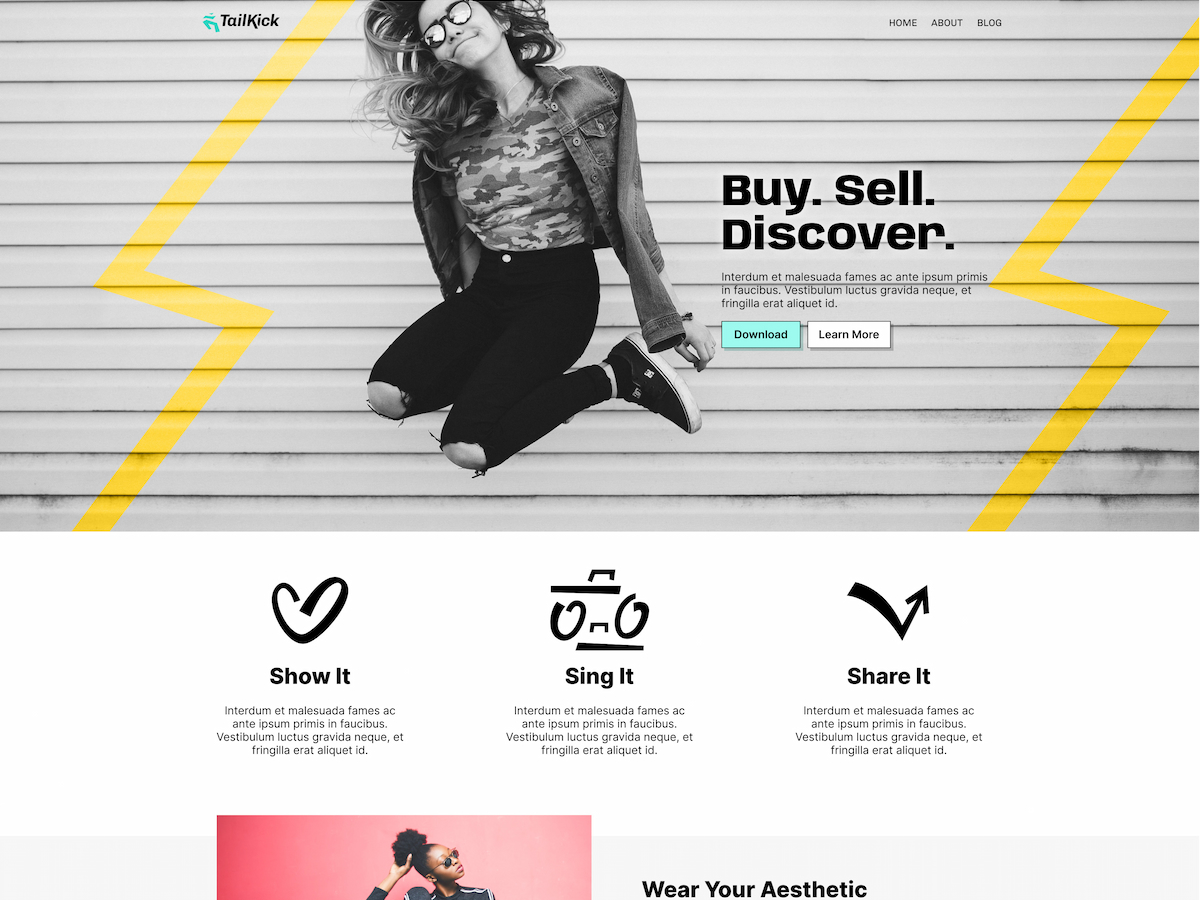 TailKick
HOME ABOUT BLOG
Buy. Sell.
Discover.
Interdum et malesuada fames ac ante ipsum primis
in faucibus. Vestibulum luctus gravida neque, et
fringilla erat aliquet id.
Download Learn More
Show It
Interdum et malesuada fames ac
ante ipsum primis in faucibus.
Vestibulum luctus gravida neque, et
fringilla erat aliquet id.
Sing It
Interdum et malesuada fames ac
ante ipsum primis in faucibus.
Vestibulum luctus gravida neque, et
fringilla erat aliquet id.
Share It
Interdum et malesuada fames ac
ante ipsum primis in faucibus.
Vestibulum luctus gravida neque, et
fringilla erat aliquet id.
Wear Your Aesthetic